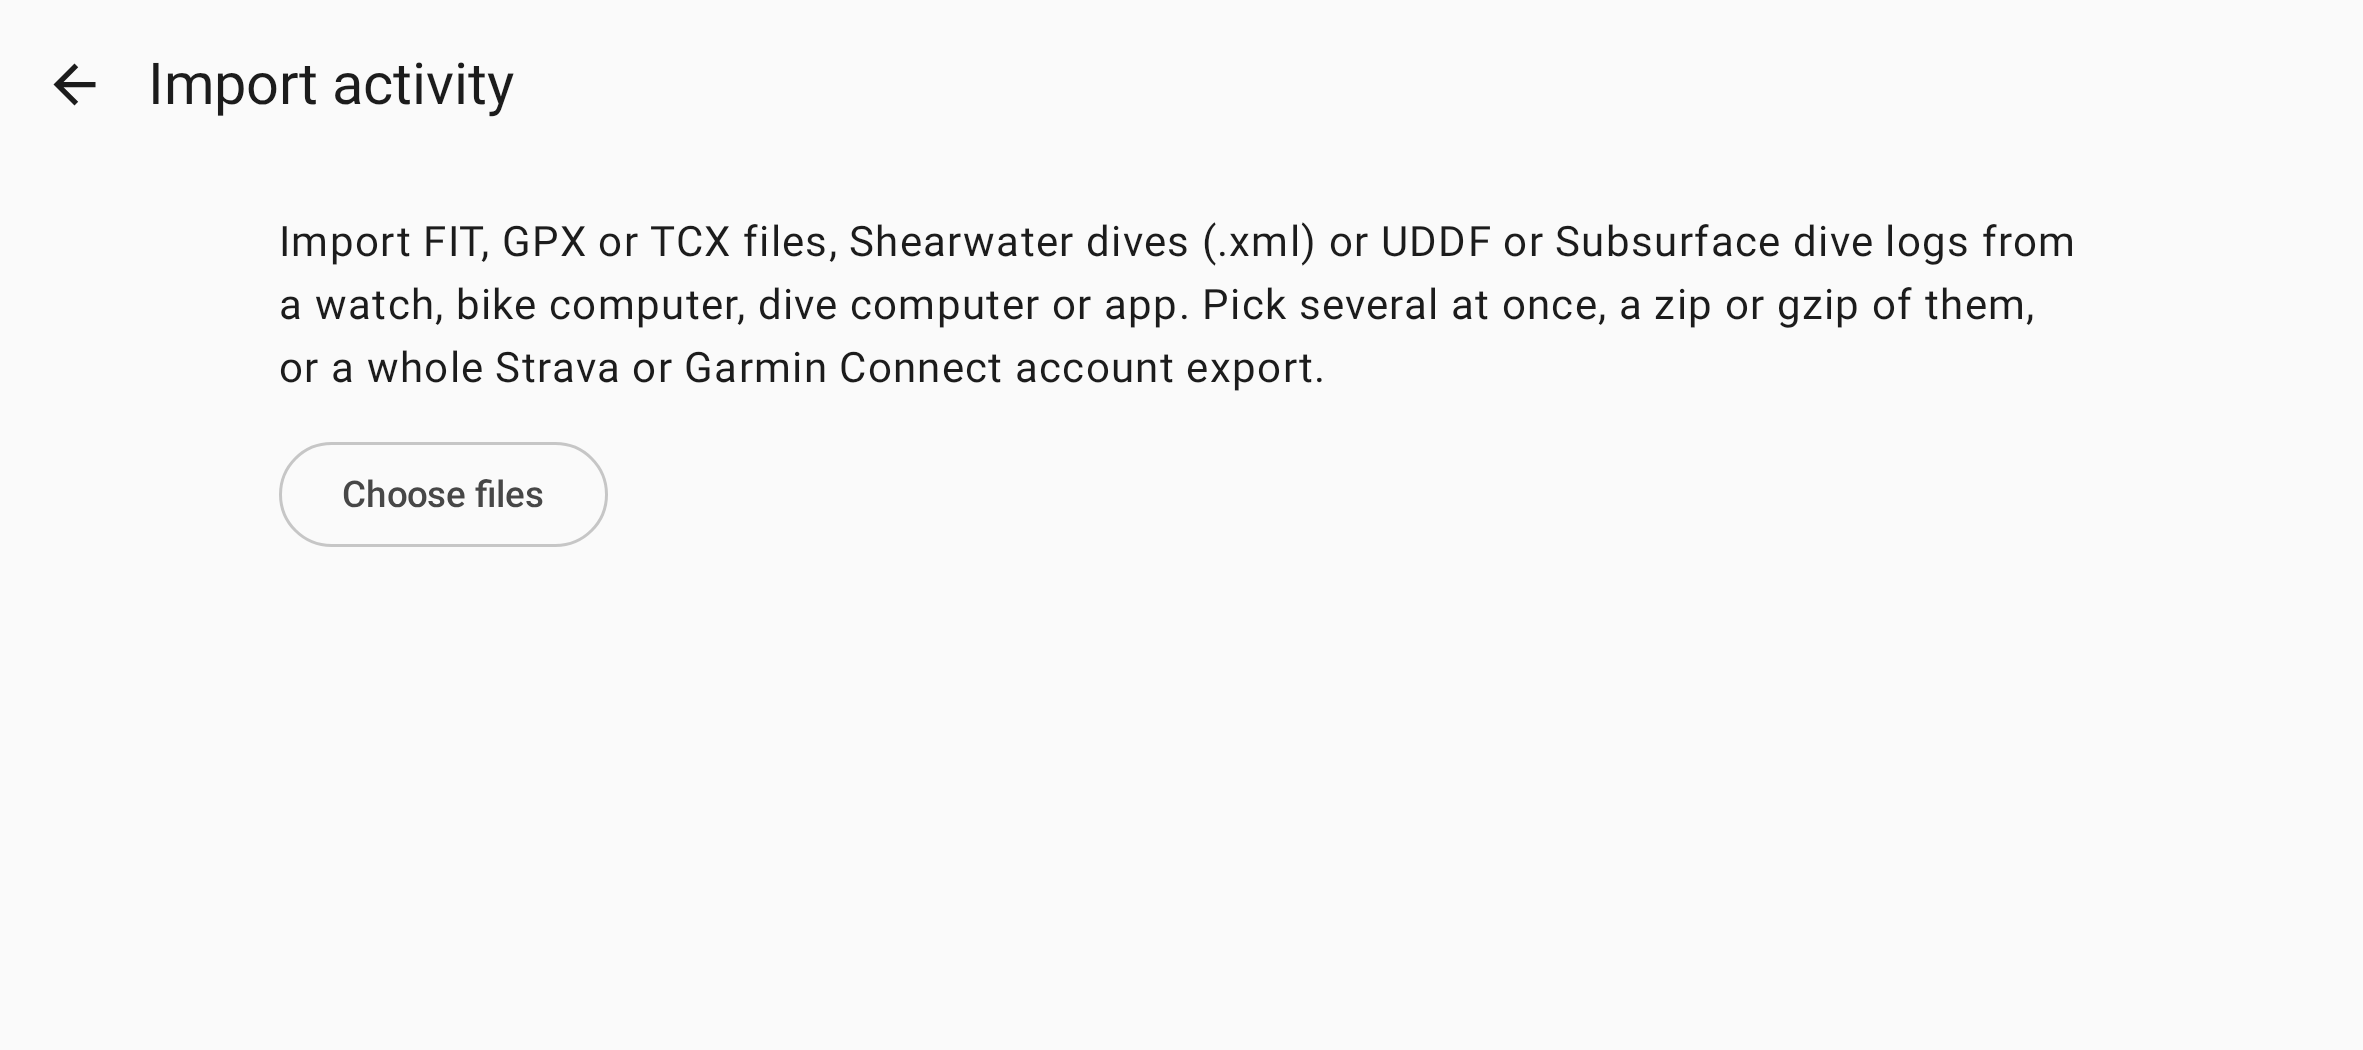 Import activity
Import FIT, GPX or TCX files, Shearwater dives (.xml) or UDDF or Subsurface dive logs from
a watch, bike computer, dive computer or app. Pick several at once, a zip or gzip of them,
or a whole Strava or Garmin Connect account export.
Choose files